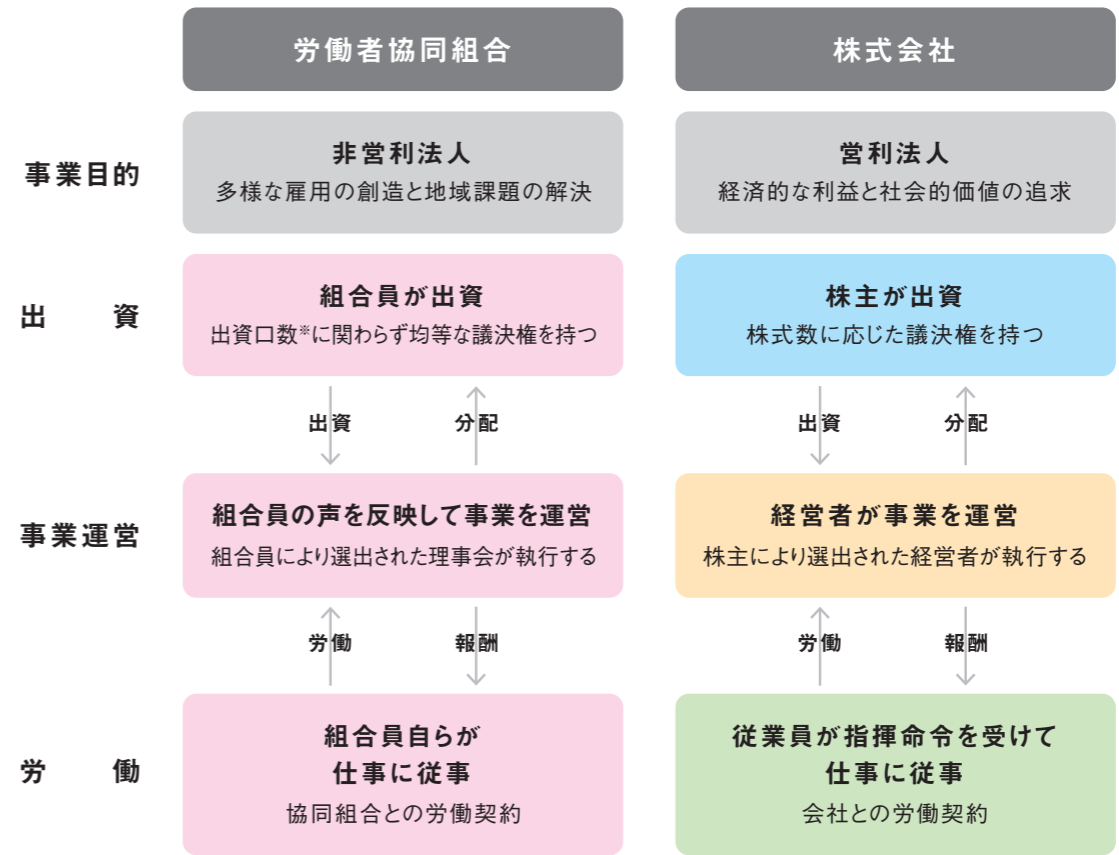 労働者協同組合
株式会社
事業目的
非営利法人
多様な雇用の創造と地域課題の解決
営利法人
経済的な利益と社会的価値の追求
出資
組合員が出資
出資口数※に関わらず均等な議決権を持つ
株主が出資
株式数に応じた議決権を持つ
出資
分配
出資
分配
事業運営
組合員の声を反映して事業を運営
組合員により選出された理事会が執行する
経営者が事業を運営
株主により選出された経営者が執行する
労働
報酬
労働
報酬
労働
組合員自らが
仕事に従事
協同組合との労働契約
従業員が指揮命令を受けて
仕事に従事
会社との労働契約